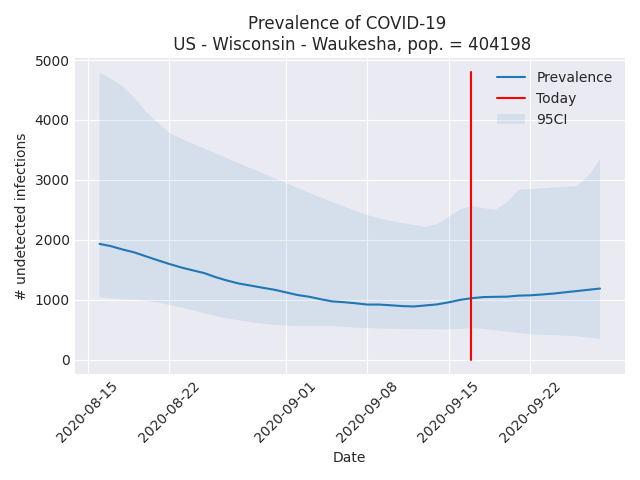 Prevalence of COVID-19
US - Wisconsin - Waukesha, pop. = 404198
# undetected infections
5000
4000
3000
2000
1000
0
Prevalence
Today
95CI
2020-08-15
2020-08-22
2020-09-01
2020-09-08
2020-09-15
2020-09-22
Date